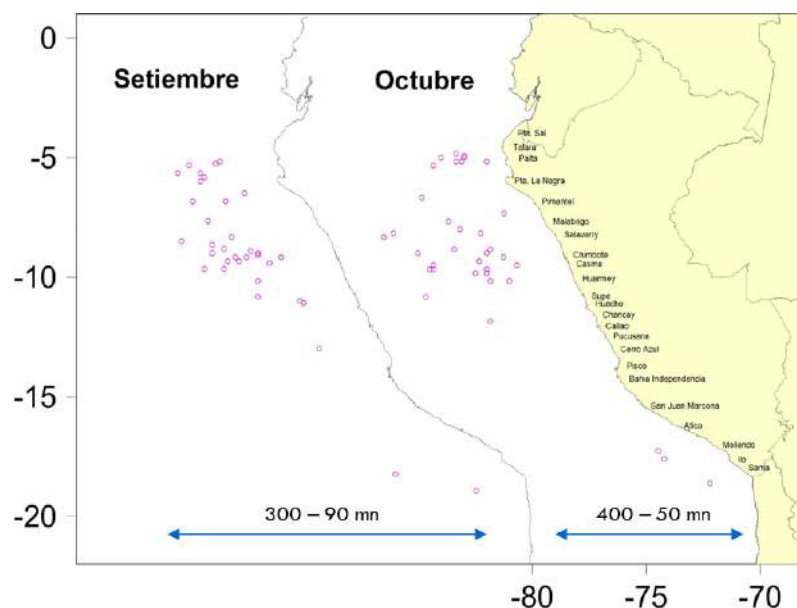 0
Setiembre Octubre
Pta. Sal
Talara
-5
Paita
Pta. La Negra
Pimentel
Malabrigo
Salaverry
Chimbote
Casma
-10
Huarmey
Supe
Huacho
Chancay
Callao
Pucusana
Cerro Azul
Pisco
Bahia Independencia
-15
San Juan Marcona
Atico
Mollendo
Ilo
Sama
-20
300 – 90 mn
400 – 50 mn
-80 -75 -70